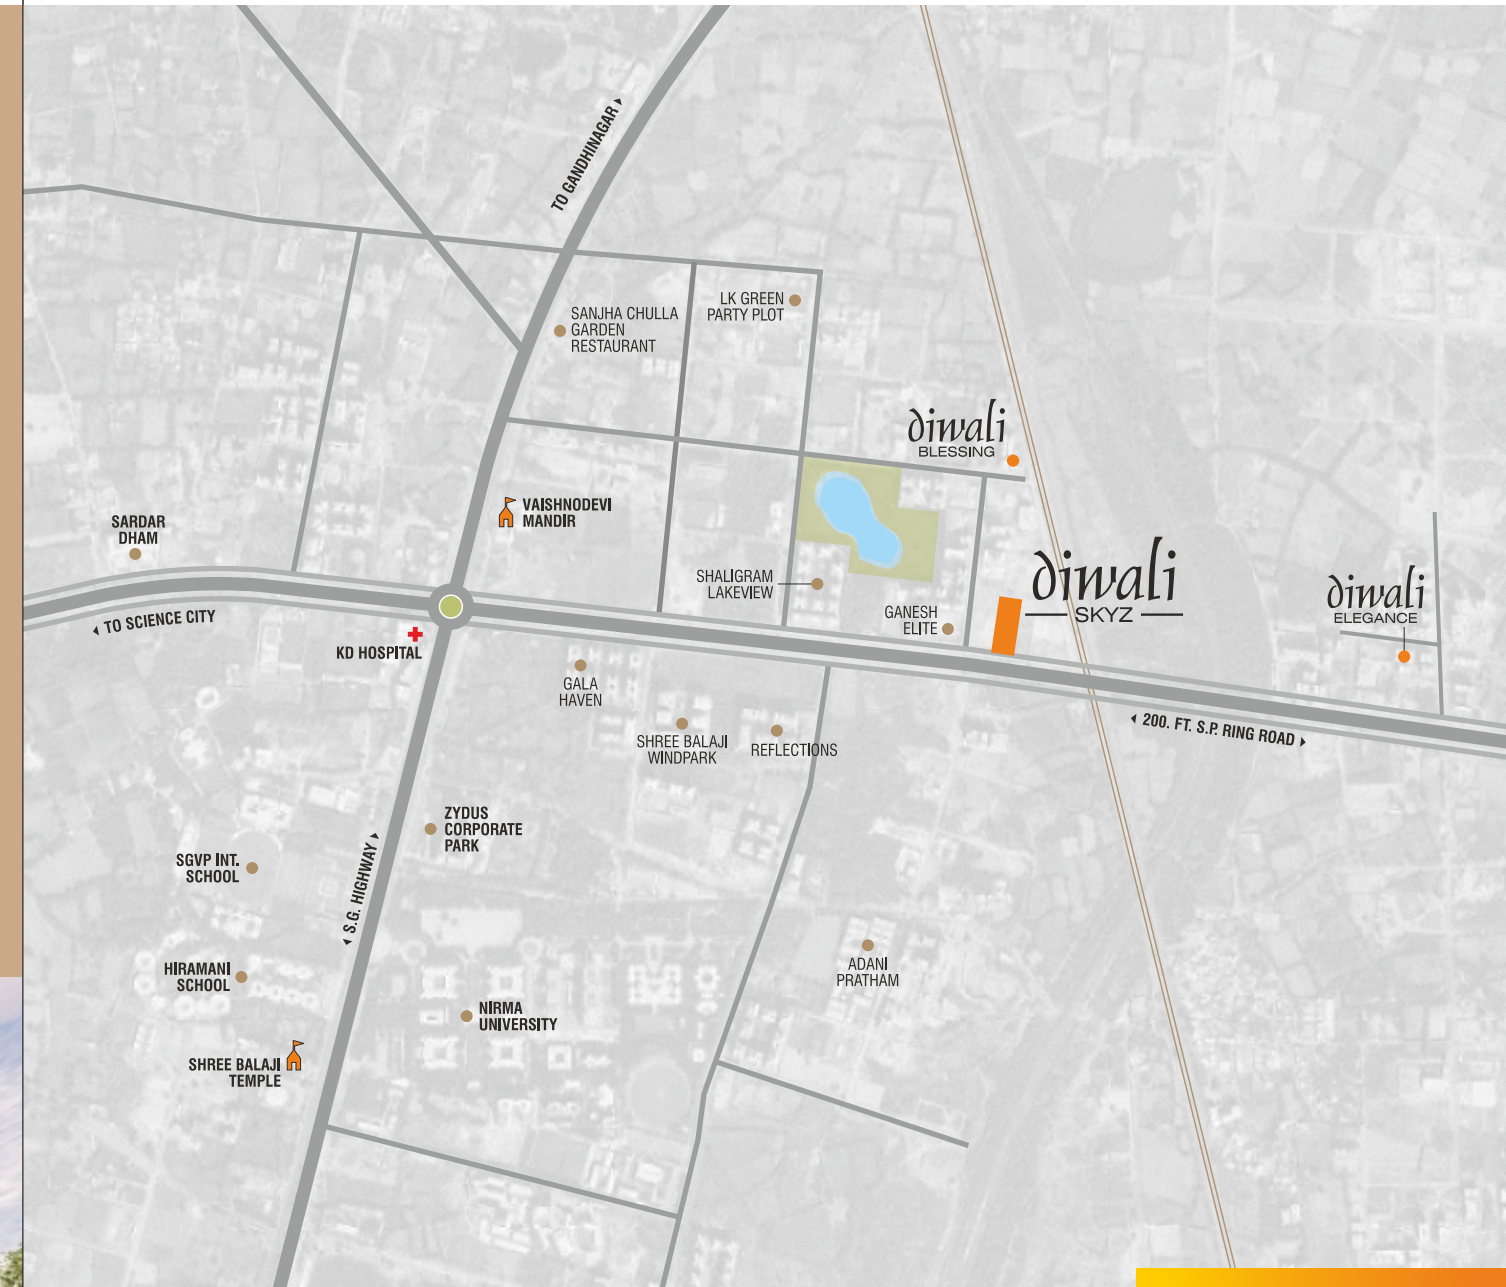 TO GANDHINAGAR
SANJHA CHULLA
GARDEN
RESTAURANT
LK GREEN
PARTY PLOT
diwali
BLESSING
VAISHNODEVI
MANDIR
SARDAR
DHAM
SHALIGRAM
LAKEVIEW
GANESH
ELITE
diwali
SKYZ
diwali
ELEGANCE
TO SCIENCE CITY
KD HOSPITAL
GALA
HAVEN
SHREE BALAJI
WINDPARK
REFLECTIONS
200. FT. S.P. RING ROAD
ZYDUS
CORPORATE
PARK
SGVP INT.
SCHOOL
S.G. HIGHWAY
HIRAMANI
SCHOOL
ADANI
PRATHAM
NIRMA
UNIVERSITY
SHREE BALAJI
TEMPLE